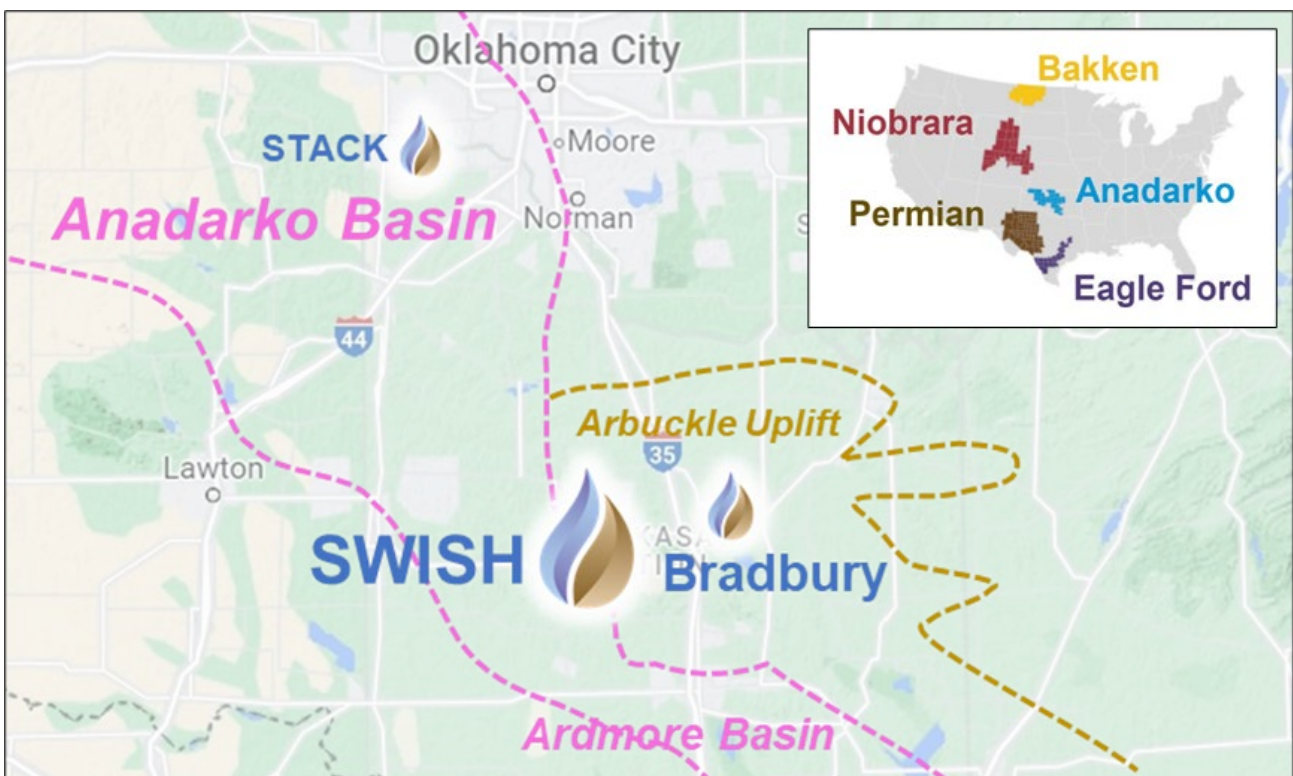 Oklahoma City
Bakken
Niobrara
STACK
Moore
Anadarko
Anadarko Basin
Norman
S
Permian
Eagle Ford
44
Arbuckle Uplift
35
Lawton
SWISH
Bradbury
Ardmore Basin